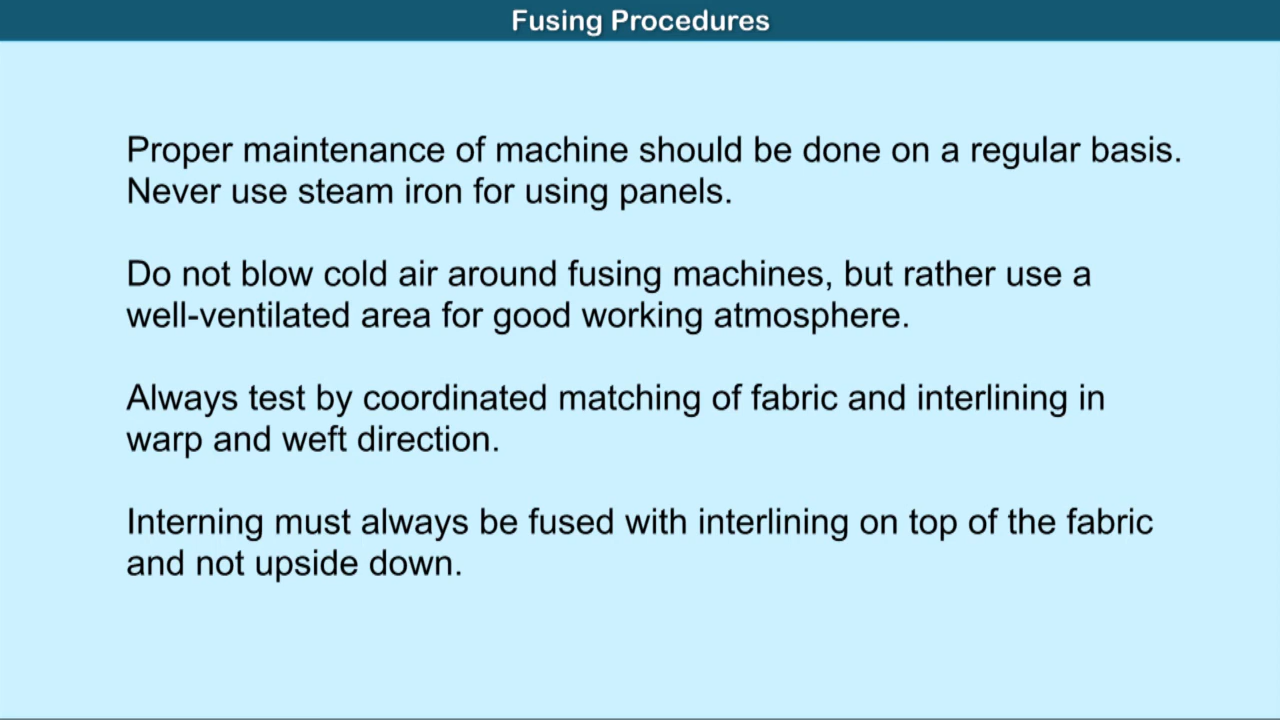 Fusing Procedures
Proper maintenance of machine should be done on a regular basis.
Never use steam iron for using panels.
Do not blow cold air around fusing machines, but rather use a
well-ventilated area for good working atmosphere.
Always test by coordinated matching of fabric and interlining in
warp and weft direction.
Interning must always be fused with interlining on top of the fabric
and not upside down.